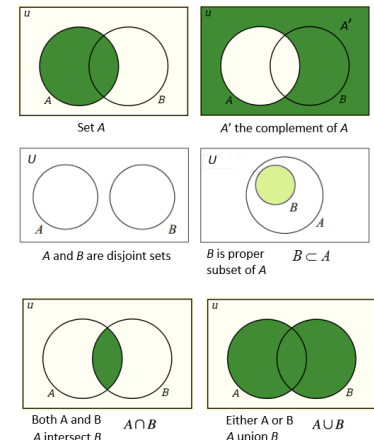 u
A B
Set A
u
A′
A B
A′ the complement of A
U
A B
A and B are disjoint sets
U
B
A
B is proper B ⊂ A
subset of A
u
A B
Both A and B A∩B
A intersect B
u
A B
Either A or B A∪B
A union B